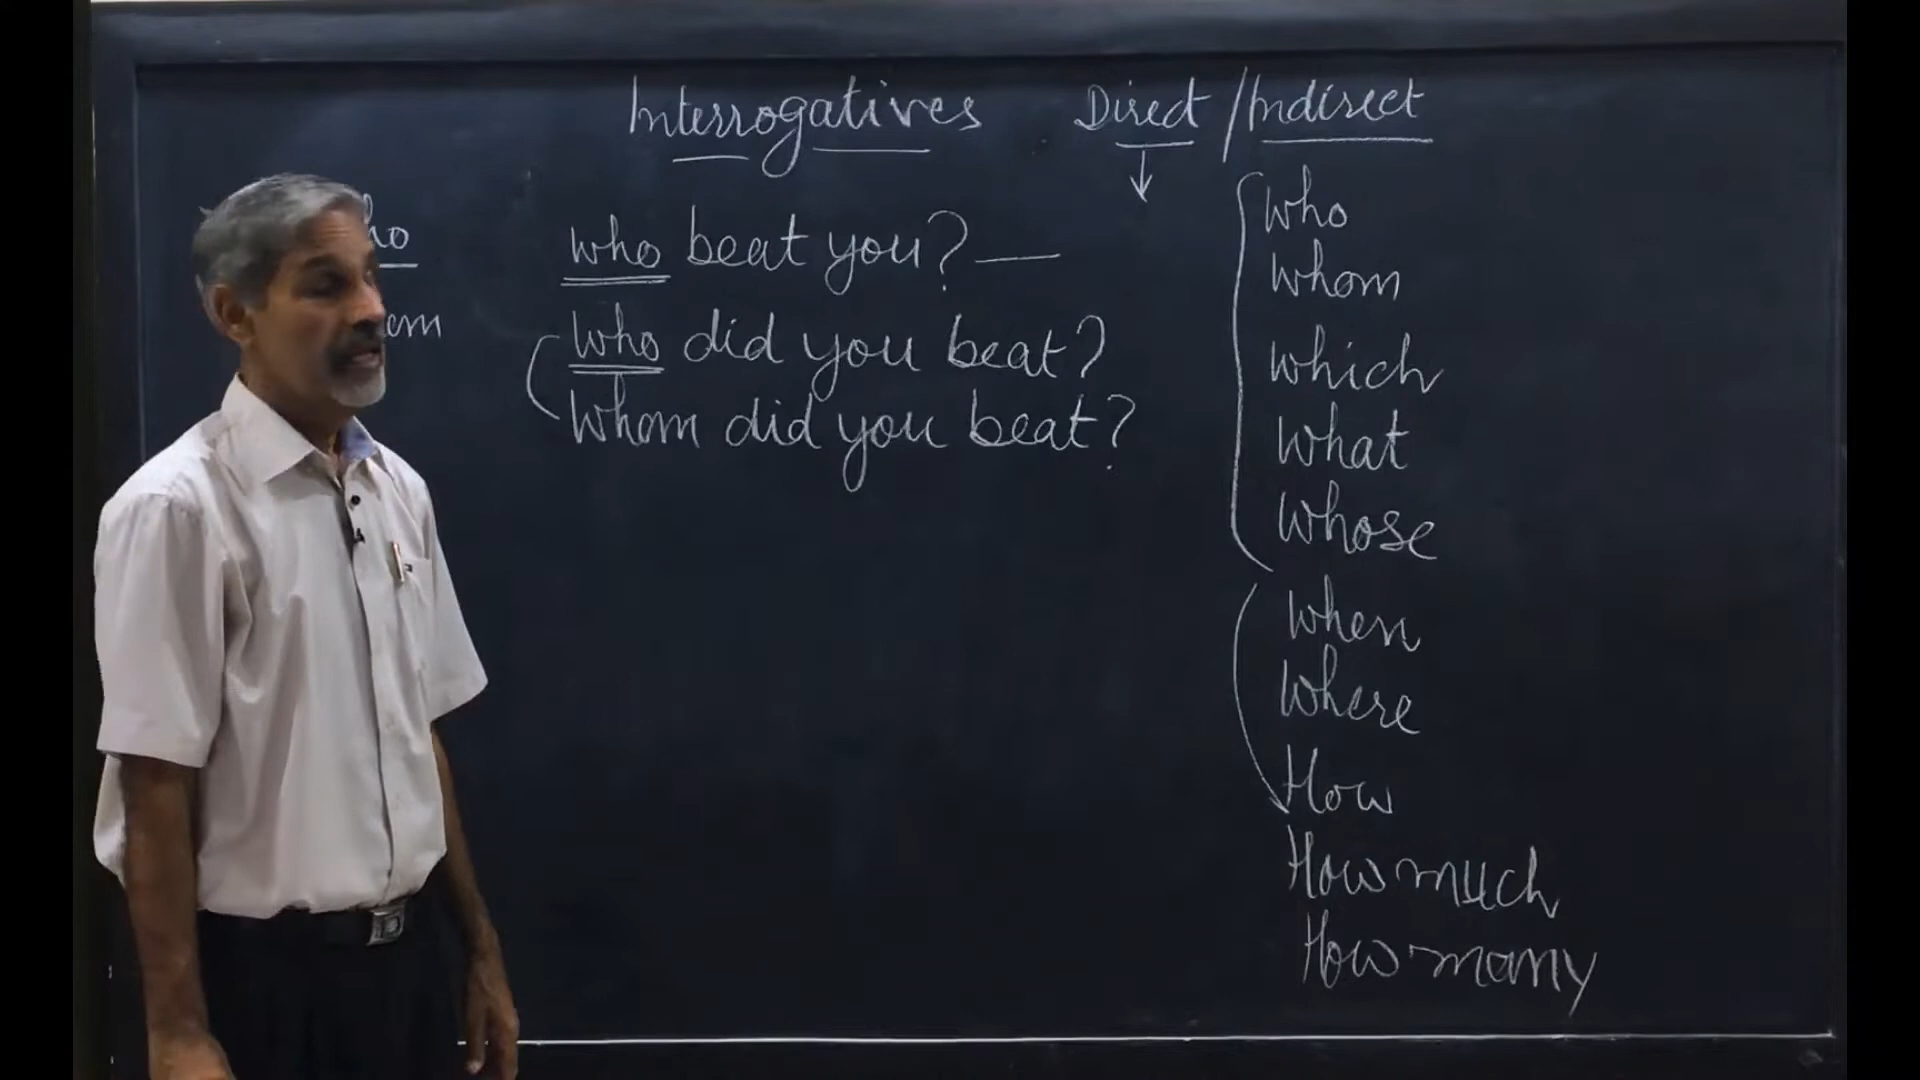 Interrogatives Direct / Indirect
who beat you? —
who did you beat?
Whom did you beat?
who
whom
which
what
whose
when
where
How
How much
How many